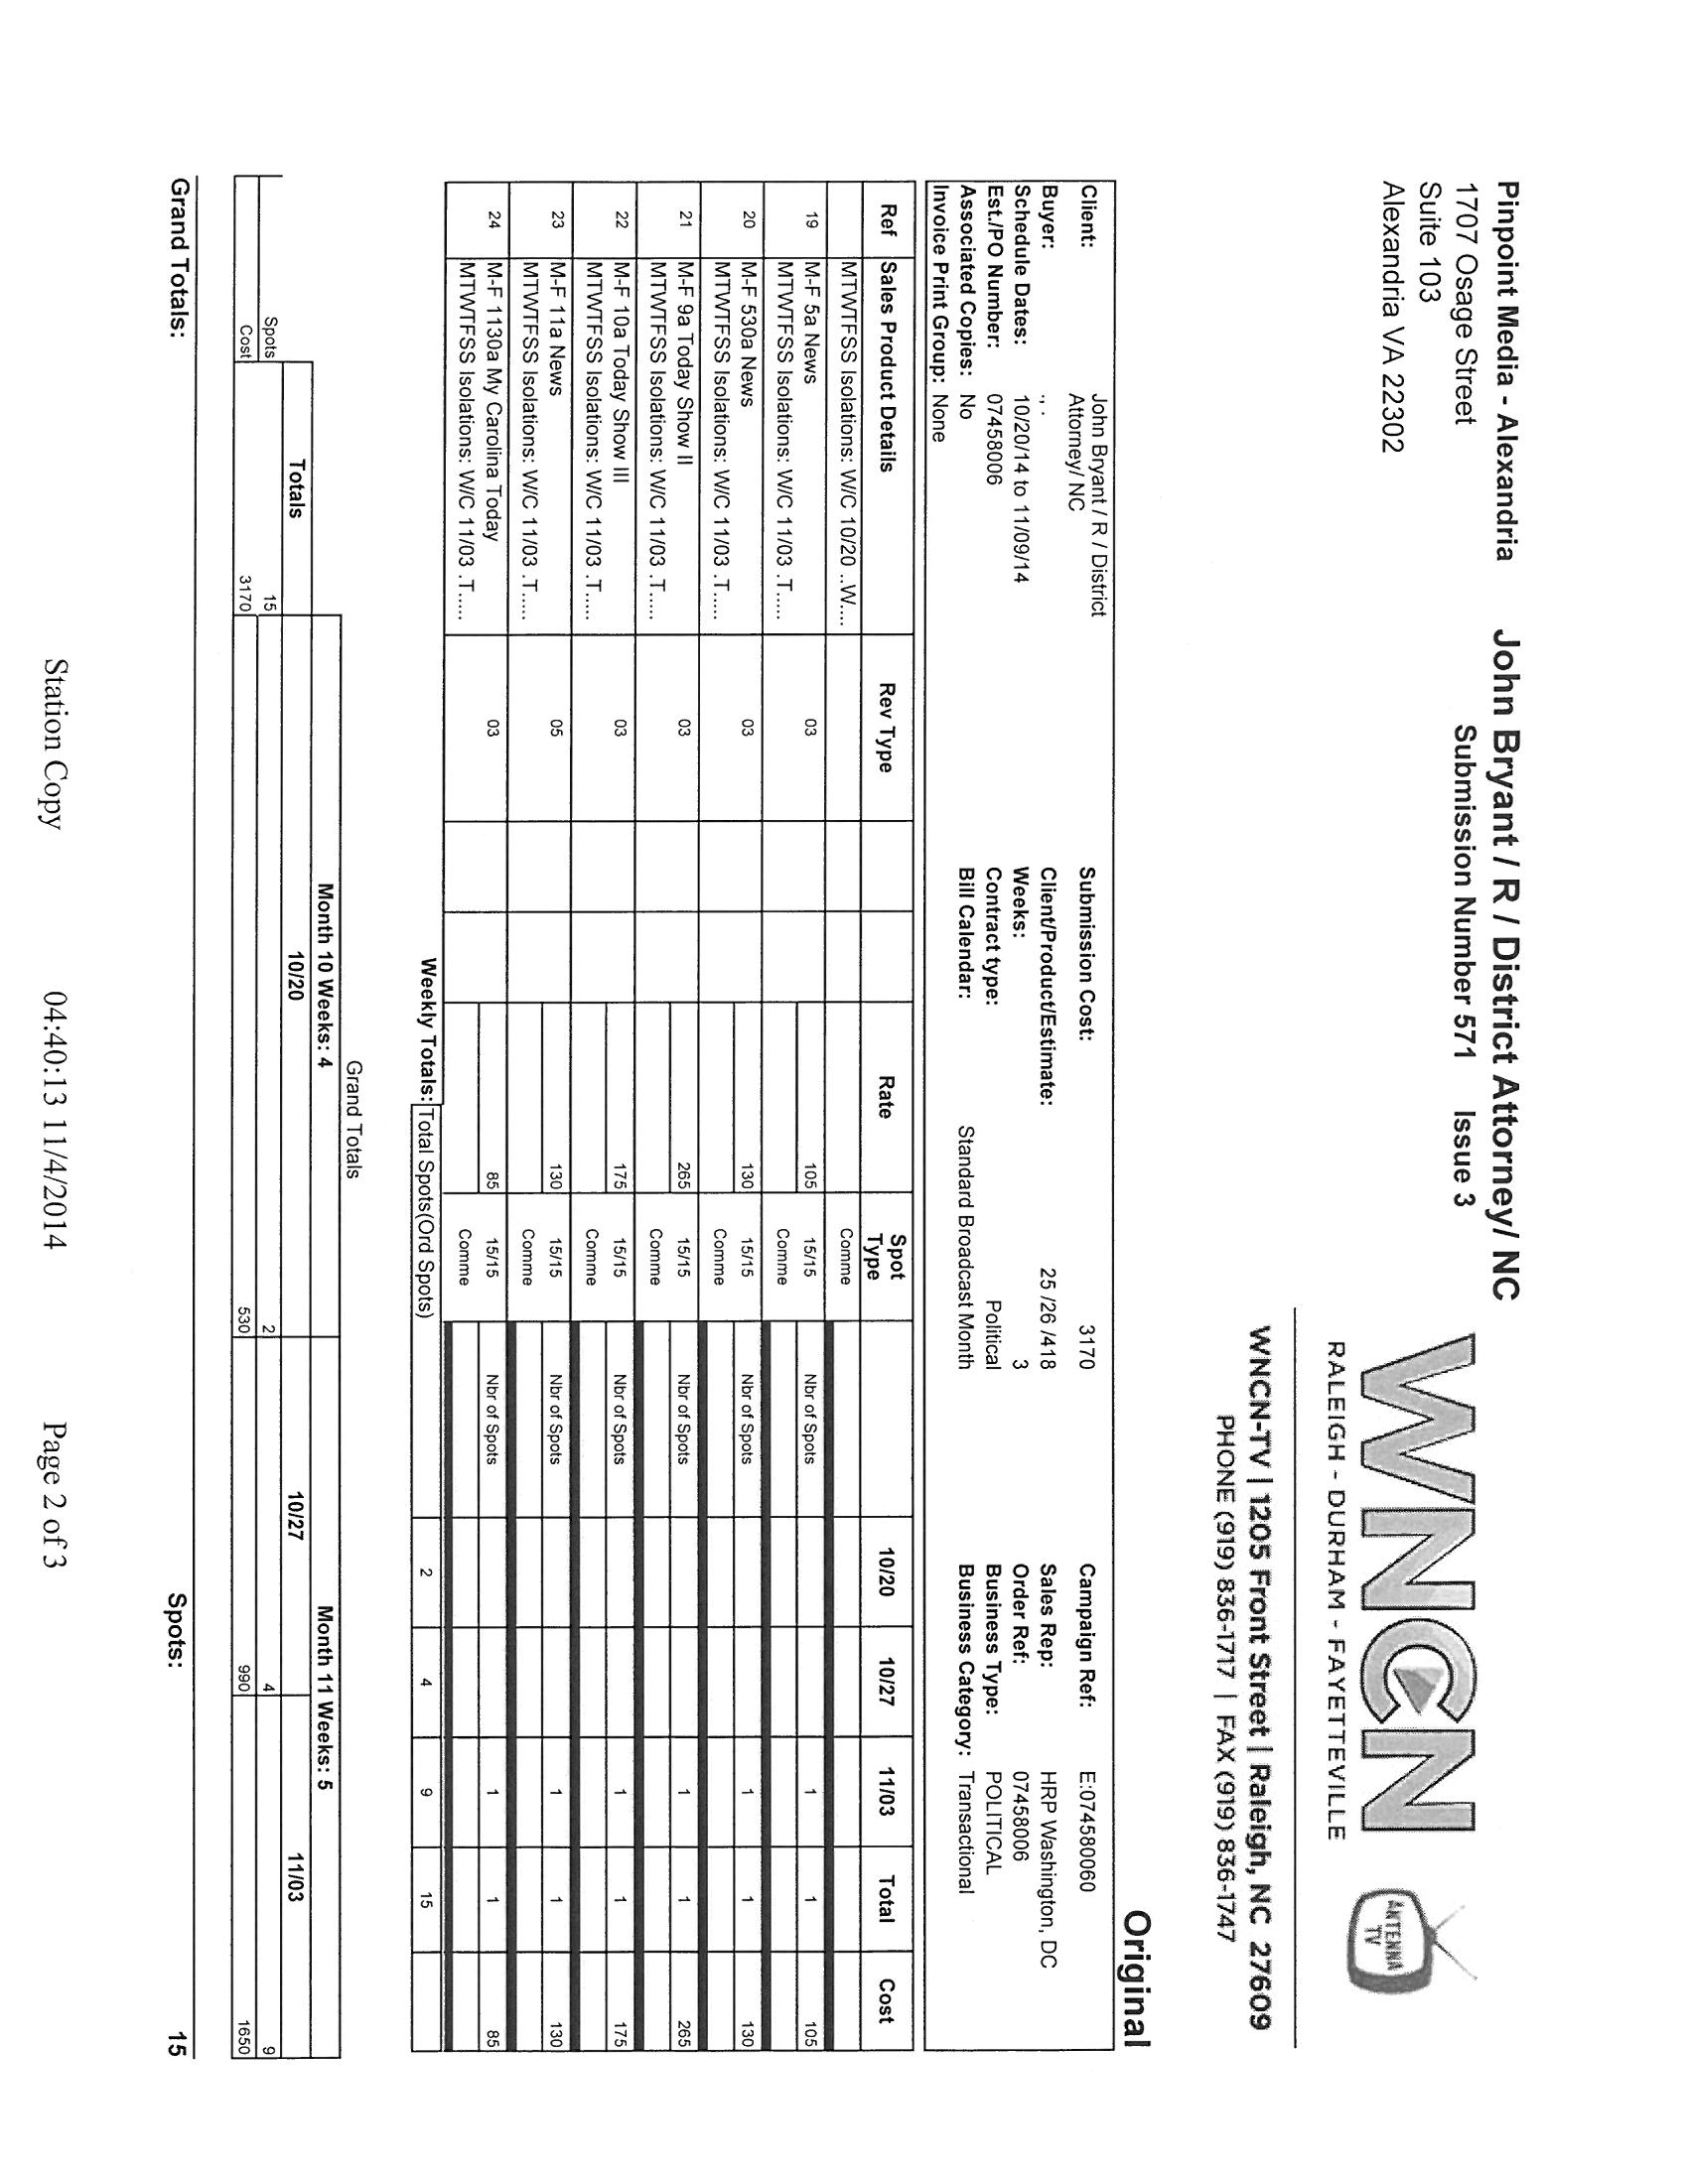 Pinpoint Media - Alexandria
1707 Osage Street
Suite 103
Alexandria VA 22302
John Bryant / R / District Attorney/ NC
Submission Number 571 Issue 3
WNCN
RALEIGH - DURHAM - FAYETTEVILLE
ANTENNA TV
WNCN-TV | 1205 Front Street | Raleigh, NC 27609
PHONE (919) 836-1717 | FAX (919) 836-1747
Original
Client: John Bryant / R / District Attorney/ NC
Buyer: ., .
Schedule Dates: 10/20/14 to 11/09/14
Est./PO Number: 07458006
Associated Copies: No
Invoice Print Group: None
Submission Cost: 3170
Client/Product/Estimate: 25 /26 /418
Weeks: 3
Contract type: Political
Bill Calendar: Standard Broadcast Month
Campaign Ref: E:074580060
Sales Rep: HRP Washington, DC
Order Ref: 07458006
Business Type: POLITICAL
Business Category: Transactional
Ref Sales Product Details Rev Type Rate Spot Type 10/20 10/27 11/03 Total Cost
MTWTFSS Isolations: W/C 10/20 ..W.... Comme
19 M-F 5a News 03 105 15/15 Nbr of Spots 1 1 105
MTWTFSS Isolations: W/C 11/03 .T..... Comme
20 M-F 530a News 03 130 15/15 Nbr of Spots 1 1 130
MTWTFSS Isolations: W/C 11/03 .T..... Comme
21 M-F 9a Today Show II 03 265 15/15 Nbr of Spots 1 1 265
MTWTFSS Isolations: W/C 11/03 .T..... Comme
22 M-F 10a Today Show III 03 175 15/15 Nbr of Spots 1 1 175
MTWTFSS Isolations: W/C 11/03 .T..... Comme
23 M-F 11a News 05 130 15/15 Nbr of Spots 1 1 130
MTWTFSS Isolations: W/C 11/03 .T..... Comme
24 M-F 1130a My Carolina Today 03 85 15/15 Nbr of Spots 1 1 85
MTWTFSS Isolations: W/C 11/03 .T..... Comme
Weekly Totals: Total Spots(Ord Spots) 2 4 9 15
Grand Totals
Month 10 Weeks: 4 Month 11 Weeks: 5
Totals 10/20 10/27 11/03
Spots 15 2 4 9
Cost 3170 530 990 1650
Grand Totals: Spots: 15
Station Copy 04:40:13 11/4/2014 Page 2 of 3